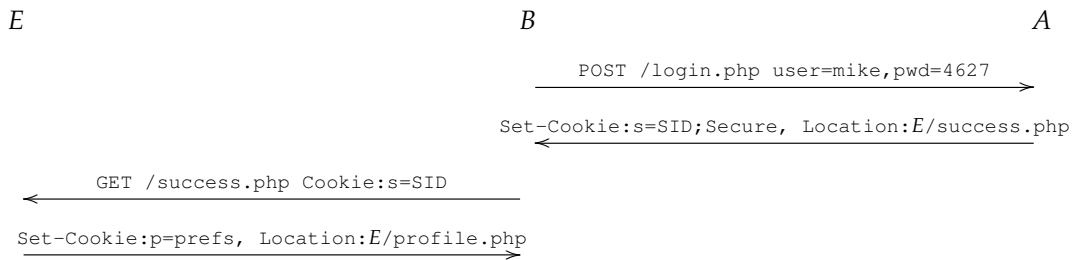 E B A
POST /login.php user=mike,pwd=4627
Set-Cookie:s=SID;Secure, Location:E/success.php
GET /success.php Cookie:s=SID
Set-Cookie:p=prefs, Location:E/profile.php